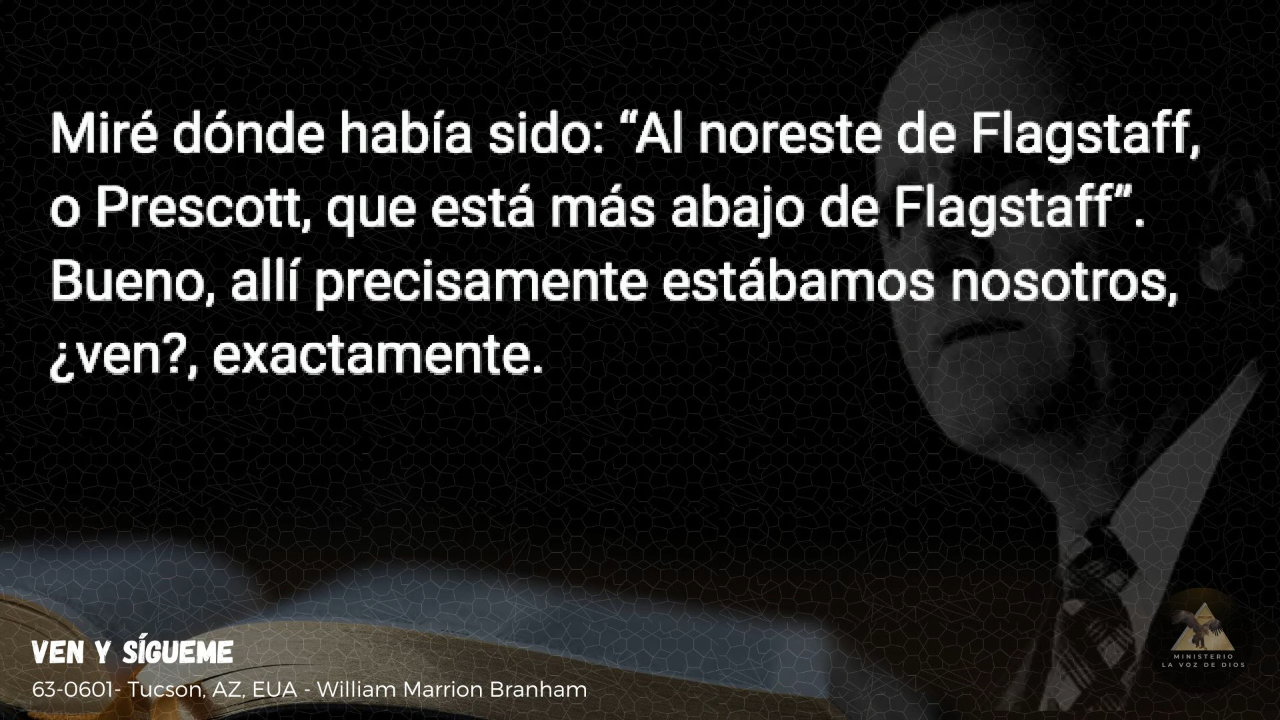 Miré dónde había sido: “Al noreste de Flagstaff,
o Prescott, que está más abajo de Flagstaff”.
Bueno, allí precisamente estábamos nosotros,
¿ven?, exactamente.
VEN Y SÍGUEME
63-0601- Tucson, AZ, EUA - William Marrion Branham
MINISTERIO
LA VOZ DE DIOS